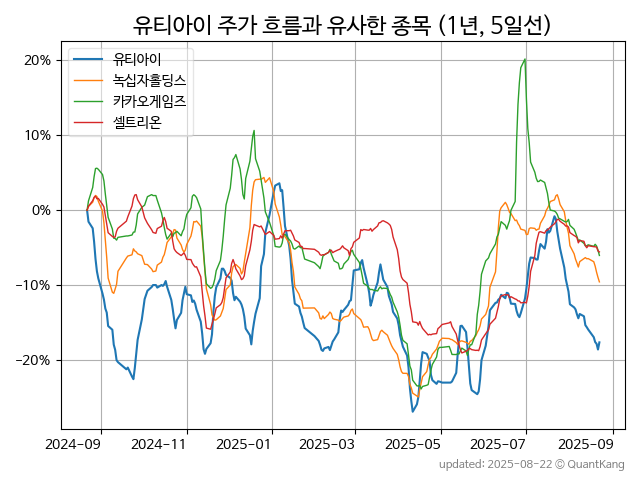 유티아이 주가 흐름과 유사한 종목 (1년, 5일선)
유티아이
녹십자홀딩스
카카오게임즈
셀트리온
20%
10%
0%
−10%
−20%
2024-09
2024-11
2025-01
2025-03
2025-05
2025-07
2025-09
updated: 2025-08-22 © QuantKang